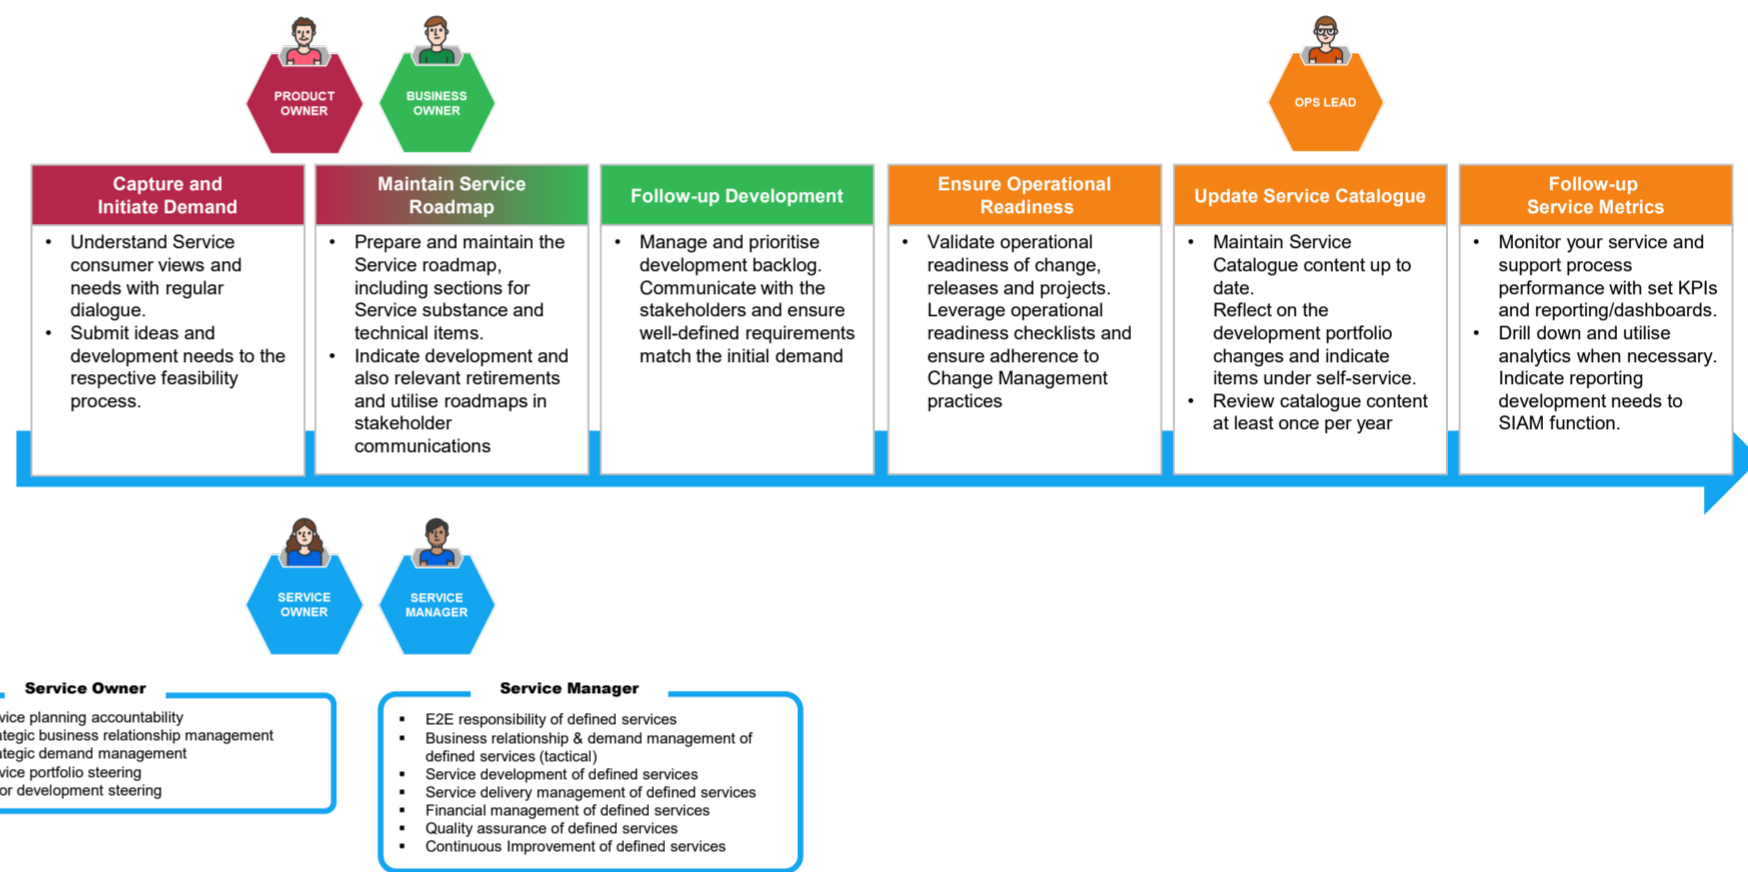 PRODUCT
OWNER
BUSINESS
OWNER
OPS LEAD
Capture and
Initiate Demand
• Understand Service
consumer views and
needs with regular
dialogue.
• Submit ideas and
development needs to the
respective feasibility
process.
Maintain Service
Roadmap
• Prepare and maintain the
Service roadmap,
including sections for
Service substance and
technical items.
• Indicate development and
also relevant retirements
and utilise roadmaps in
stakeholder
communications
Follow-up Development
• Manage and prioritise
development backlog.
Communicate with the
stakeholders and ensure
well-defined requirements
match the initial demand
Ensure Operational
Readiness
• Validate operational
readiness of change,
releases and projects.
Leverage operational
readiness checklists and
ensure adherence to
Change Management
practices
Update Service Catalogue
• Maintain Service
Catalogue content up to
date.
Reflect on the
development portfolio
changes and indicate
items under self-service.
• Review catalogue content
at least once per year
Follow-up
Service Metrics
• Monitor your service and
support process
performance with set KPIs
and reporting/dashboards.
• Drill down and utilise
analytics when necessary.
Indicate reporting
development needs to
SIAM function.
SERVICE
OWNER
SERVICE
MANAGER
Service Owner
planning accountability
business relationship management
demand management
portfolio steering
development steering
Service Manager
▪ E2E responsibility of defined services
▪ Business relationship & demand management of
defined services (tactical)
▪ Service development of defined services
▪ Service delivery management of defined services
▪ Financial management of defined services
▪ Quality assurance of defined services
▪ Continuous Improvement of defined services